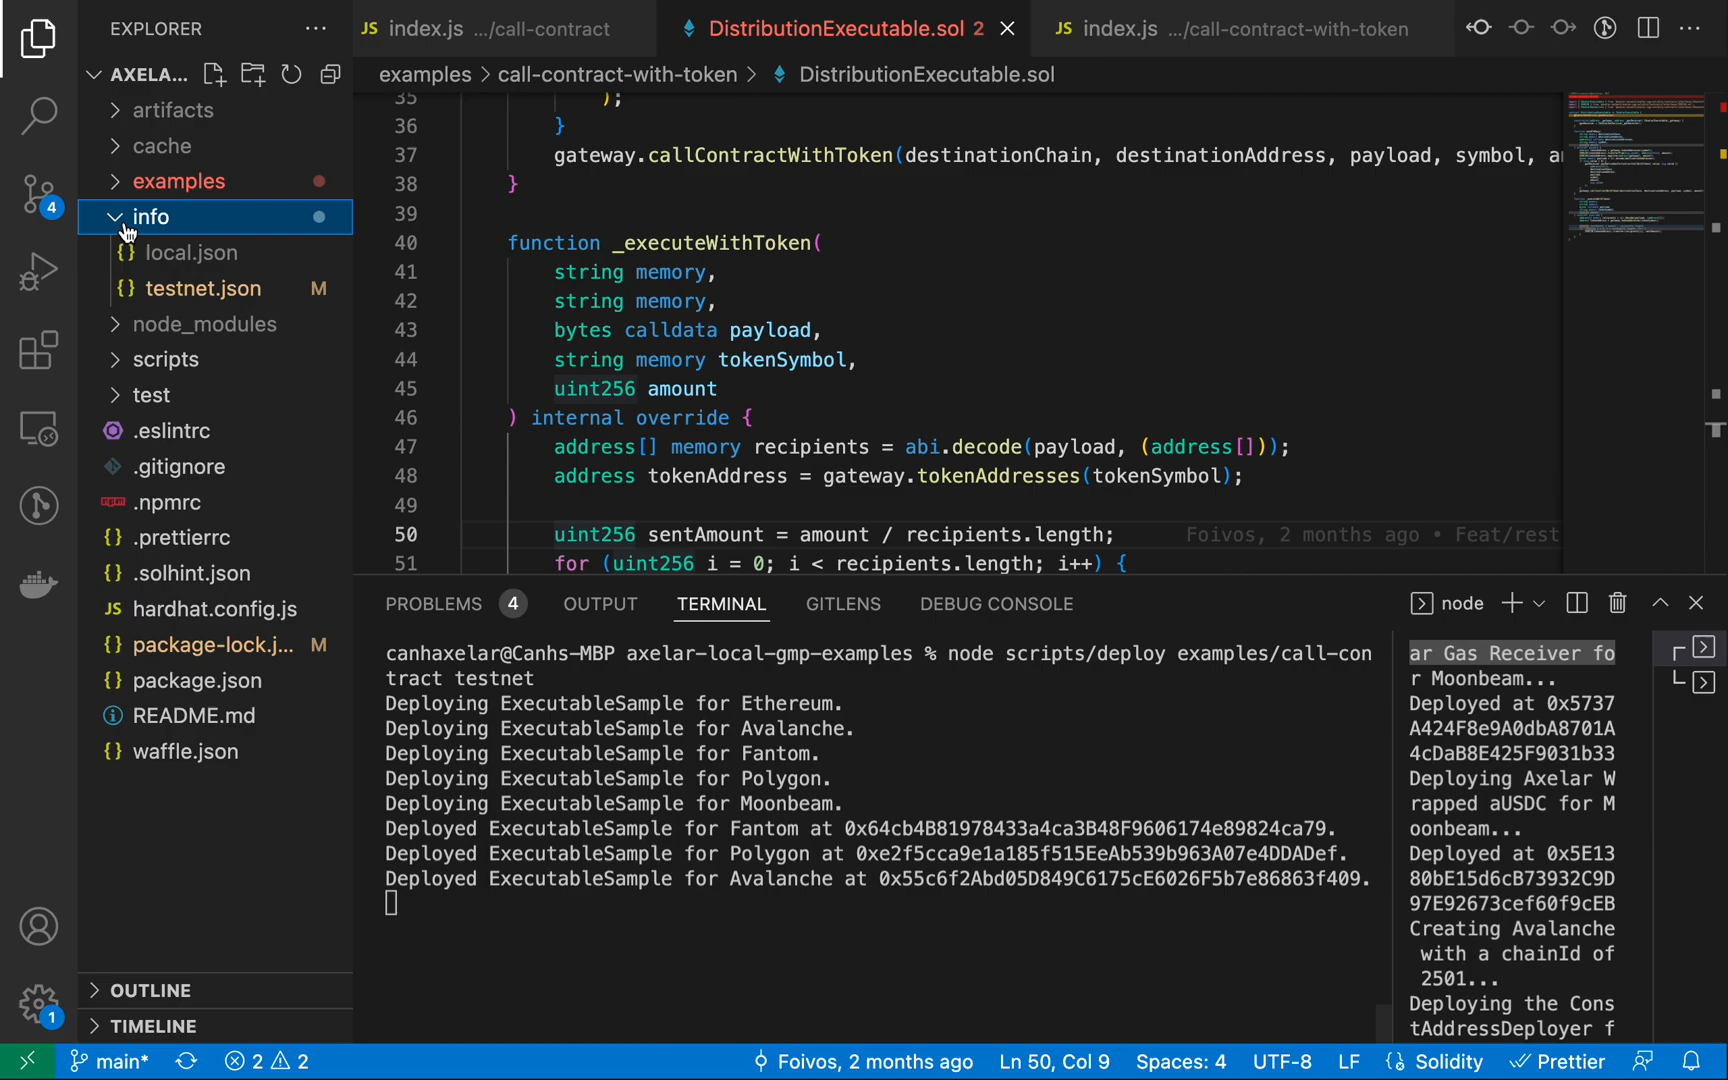 EXPLORER
AXELA...
artifacts
cache
examples
info
local.json
testnet.json M
node_modules
scripts
test
.eslintrc
.gitignore
.npmrc
.prettierrc
.solhint.json
JS hardhat.config.js
package-lock.j... M
package.json
README.md
waffle.json
OUTLINE
TIMELINE
4
1
JS index.js .../call-contract
DistributionExecutable.sol 2
JS index.js .../call-contract-with-token
examples > call-contract-with-token > DistributionExecutable.sol
35 );
36 }
37 gateway.callContractWithToken(destinationChain, destinationAddress, payload, symbol, a
38 }
39
40 function _executeWithToken(
41 string memory,
42 string memory,
43 bytes calldata payload,
44 string memory tokenSymbol,
45 uint256 amount
46 ) internal override {
47 address[] memory recipients = abi.decode(payload, (address[]));
48 address tokenAddress = gateway.tokenAddresses(tokenSymbol);
49
50 uint256 sentAmount = amount / recipients.length; Foivos, 2 months ago • Feat/rest
51 for (uint256 i = 0; i < recipients.length; i++) {
PROBLEMS 4 OUTPUT TERMINAL GITLENS DEBUG CONSOLE
node
canhaxelar@Canhs-MBP axelar-local-gmp-examples % node scripts/deploy examples/call-con
tract testnet
Deploying ExecutableSample for Ethereum.
Deploying ExecutableSample for Avalanche.
Deploying ExecutableSample for Fantom.
Deploying ExecutableSample for Polygon.
Deploying ExecutableSample for Moonbeam.
Deployed ExecutableSample for Fantom at 0x64cb4B81978433a4ca3B48F9606174e89824ca79.
Deployed ExecutableSample for Polygon at 0xe2f5cca9e1a185f515EeAb539b963A07e4DDADef.
Deployed ExecutableSample for Avalanche at 0x55c6f2Abd05D849C6175cE6026F5b7e86863f409.
ar Gas Receiver fo
r Moonbeam...
Deployed at 0x5737
A424F8e9A0dbA8701A
4cDaB8E425F9031b33
Deploying Axelar W
rapped aUSDC for M
oonbeam...
Deployed at 0x5E13
80bE15d6cB73932C9D
97E92673cef60f9cEB
Creating Avalanche
with a chainId of
2501...
Deploying the Cons
tAddressDeployer f
main* 2 2 Foivos, 2 months ago Ln 50, Col 9 Spaces: 4 UTF-8 LF Solidity Prettier